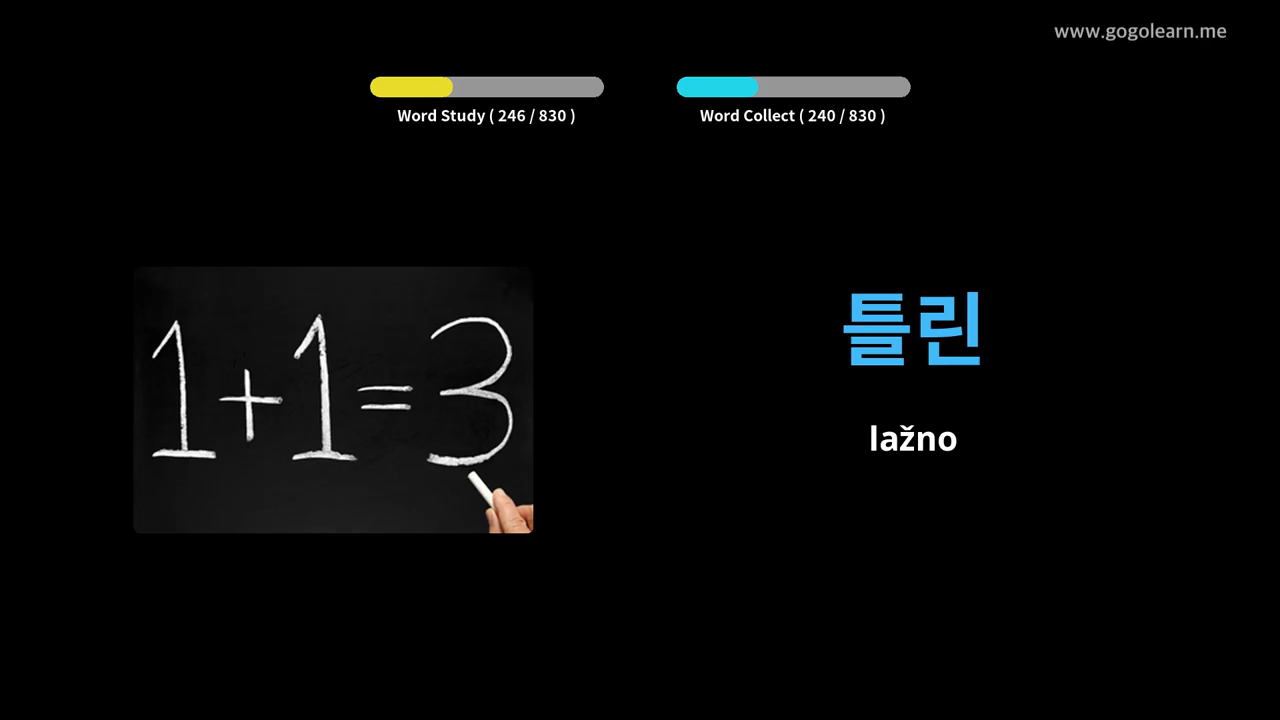 www.gogolearn.me
Word Study ( 246 / 830 )
Word Collect ( 240 / 830 )
1+1=3
틀린
lažno